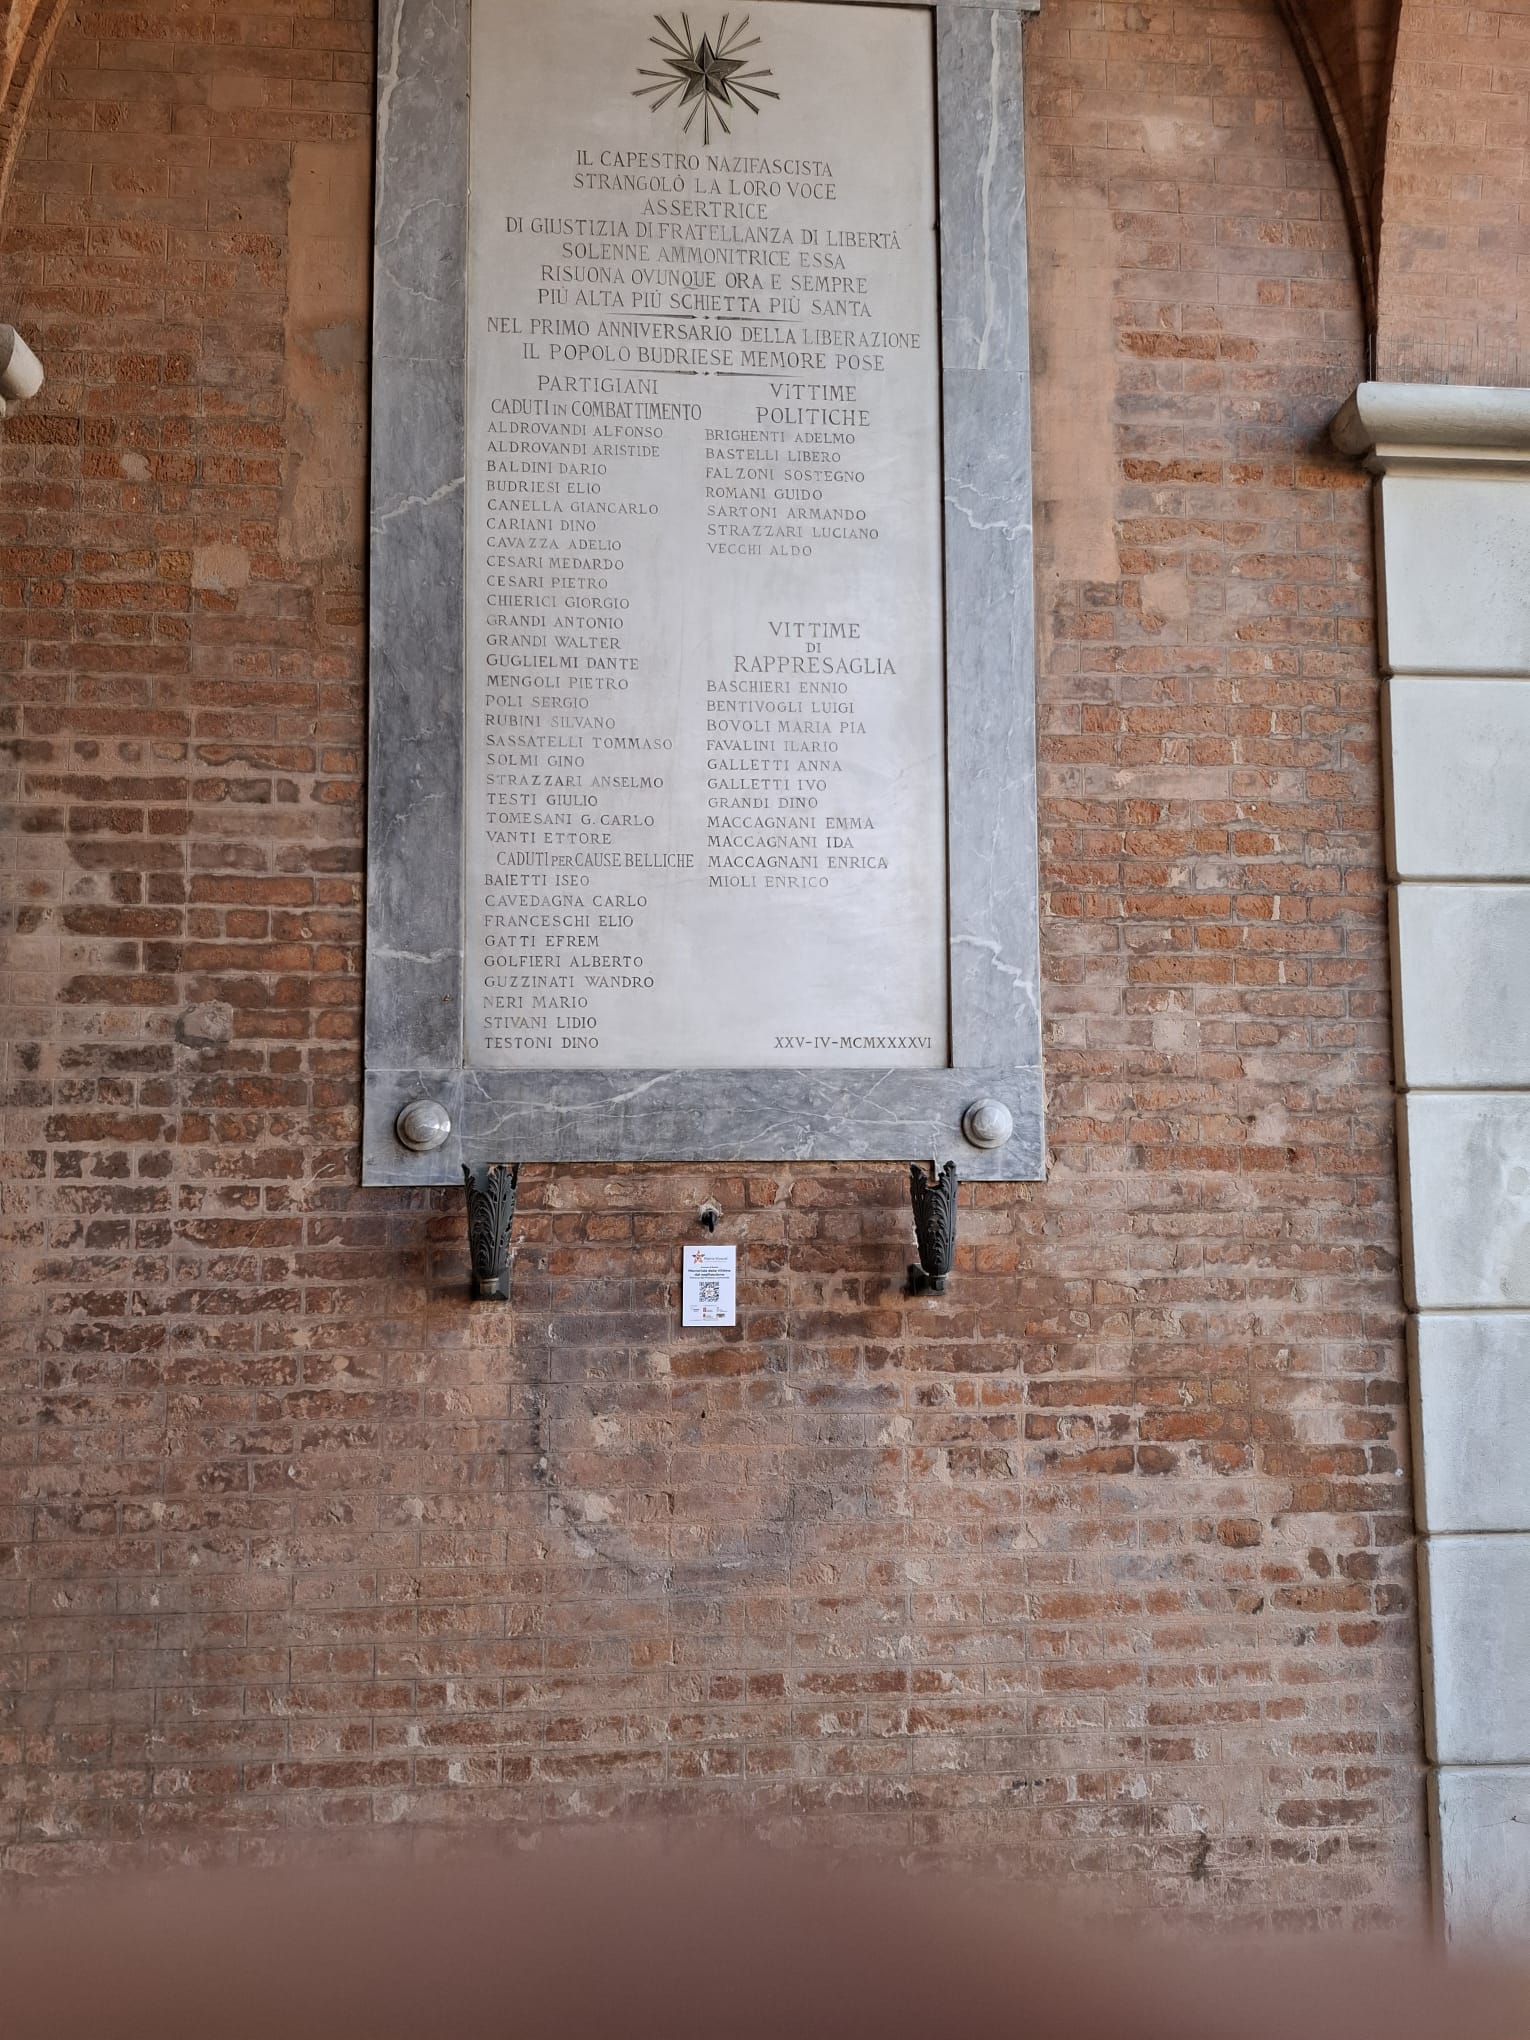 IL CAPESTRO NAZIFASCISTA
STRANGOLÒ LA LORO VOCE
ASSERTRICE
DI GIUSTIZIA DI FRATELLANZA DI LIBERTÀ
SOLENNE AMMONITRICE ESSA
RISUONA OVUNQUE ORA E SEMPRE
PIÙ ALTA PIÙ SCHIETTA PIÙ SANTA
NEL PRIMO ANNIVERSARIO DELLA LIBERAZIONE
IL POPOLO BUDRIESE MEMORE POSE
PARTIGIANI
CADUTI IN COMBATTIMENTO
ALDROVANDI ALFONSO
ALDROVANDI ARISTIDE
BALDINI DARIO
BUDRIESI ELIO
CANELLA GIANCARLO
CARIANI DINO
CAVAZZA ADELIO
CESARI MEDARDO
CESARI PIETRO
CHIERICI GIORGIO
GRANDI ANTONIO
GRANDI WALTER
GUGLIELMI DANTE
MENGOLI PIETRO
POLI SERGIO
RUBINI SILVANO
SASSATELLI TOMMASO
SOLMI GINO
STRAZZARI ANSELMO
TESTI GIULIO
TOMESANI G. CARLO
VANTI ETTORE
CADUTI PER CAUSE BELLICHE
BAIETTI ISEO
CAVEDAGNA CARLO
FRANCESCHI ELIO
GATTI EFREM
GOLFIERI ALBERTO
GUZZINATI WANDRO
NERI MARIO
STIVANI LIDIO
TESTONI DINO
VITTIME
POLITICHE
BRIGHENTI ADELMO
BASTELLI LIBERO
FALZONI SOSTEGNO
ROMANI GUIDO
SARTONI ARMANDO
STRAZZARI LUCIANO
VECCHI ALDO
VITTIME
DI
RAPPRESAGLIA
BASCHIERI ENNIO
BENTIVOGLI LUIGI
BOVOLI MARIA PIA
FAVALINI ILARIO
GALLETTI ANNA
GALLETTI IVO
GRANDI DINO
MACCAGNANI EMMA
MACCAGNANI IDA
MACCAGNANI ENRICA
MIOLI ENRICO
XXV-IV-MCMXXXXVI
Memoriale delle Vittime
del nazifascismo